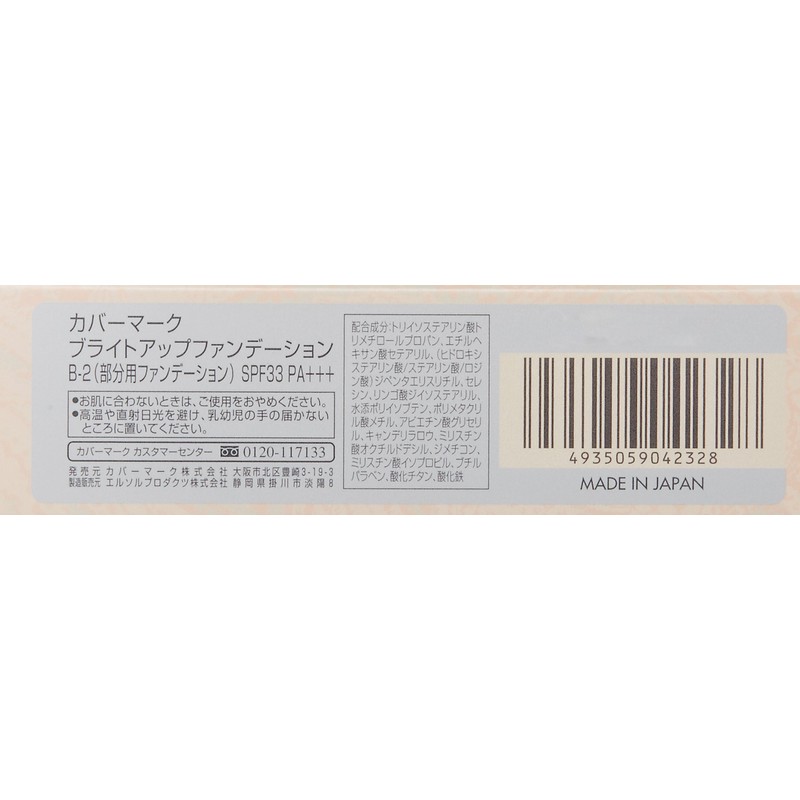 カバーマーク
ブライトアップファンデーション
B-2(部分用ファンデーション) SPF33 PA+++
●お肌に合わないときは、ご使用をおやめください。
●高温や直射日光を避け、乳幼児の手の届かない
ところに置いてください。
カバーマーク カスタマーセンター 0120-117133
発売元 カバーマーク株式会社 大阪市北区豊崎3-19-3
製造販売元 エルソルプロダクツ株式会社 静岡県掛川市淡陽8
配合成分:トリイソステアリン酸ト
リメチロールプロパン、エチルヘ
キサン酸セテアリル、(ヒドロキシ
ステアリン酸/ステアリン酸/ロジ
ン酸)ジペンタエリスリチル、セレ
シン、リンゴ酸ジイソステアリル、
水添ポリイソブテン、ポリメタクリ
ル酸メチル、アビエチン酸グリセリ
ル、キャンデリラロウ、ミリスチン
酸オクチルドデシル、ジメチコン、
ミリスチン酸イソプロピル、ブチル
パラベン、酸化チタン、酸化鉄
4935059042328
MADE IN JAPAN